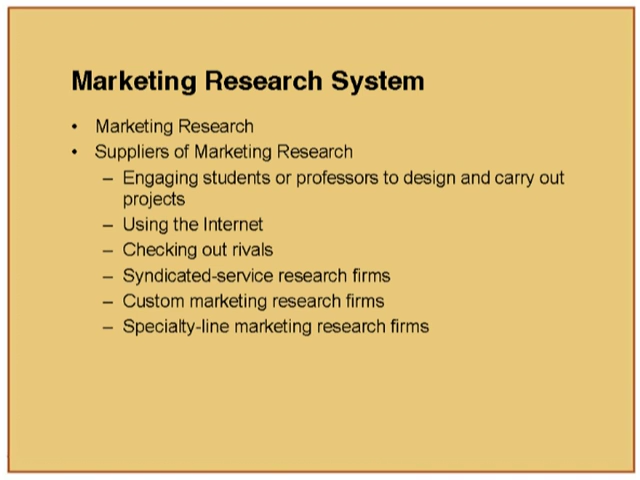 Marketing Research System
• Marketing Research
• Suppliers of Marketing Research
– Engaging students or professors to design and carry out
projects
– Using the Internet
– Checking out rivals
– Syndicated-service research firms
– Custom marketing research firms
– Specialty-line marketing research firms